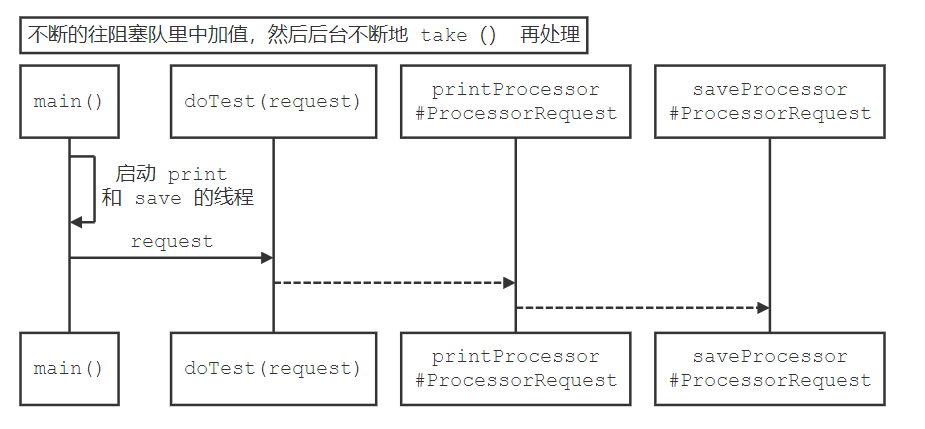 不断的往阻塞队里中加值，然后后台不断地 take () 再处理
main()
doTest(request)
printProcessor
#ProcessorRequest
saveProcessor
#ProcessorRequest
启动 print
和 save 的线程
request
main()
doTest(request)
printProcessor
#ProcessorRequest
saveProcessor
#ProcessorRequest